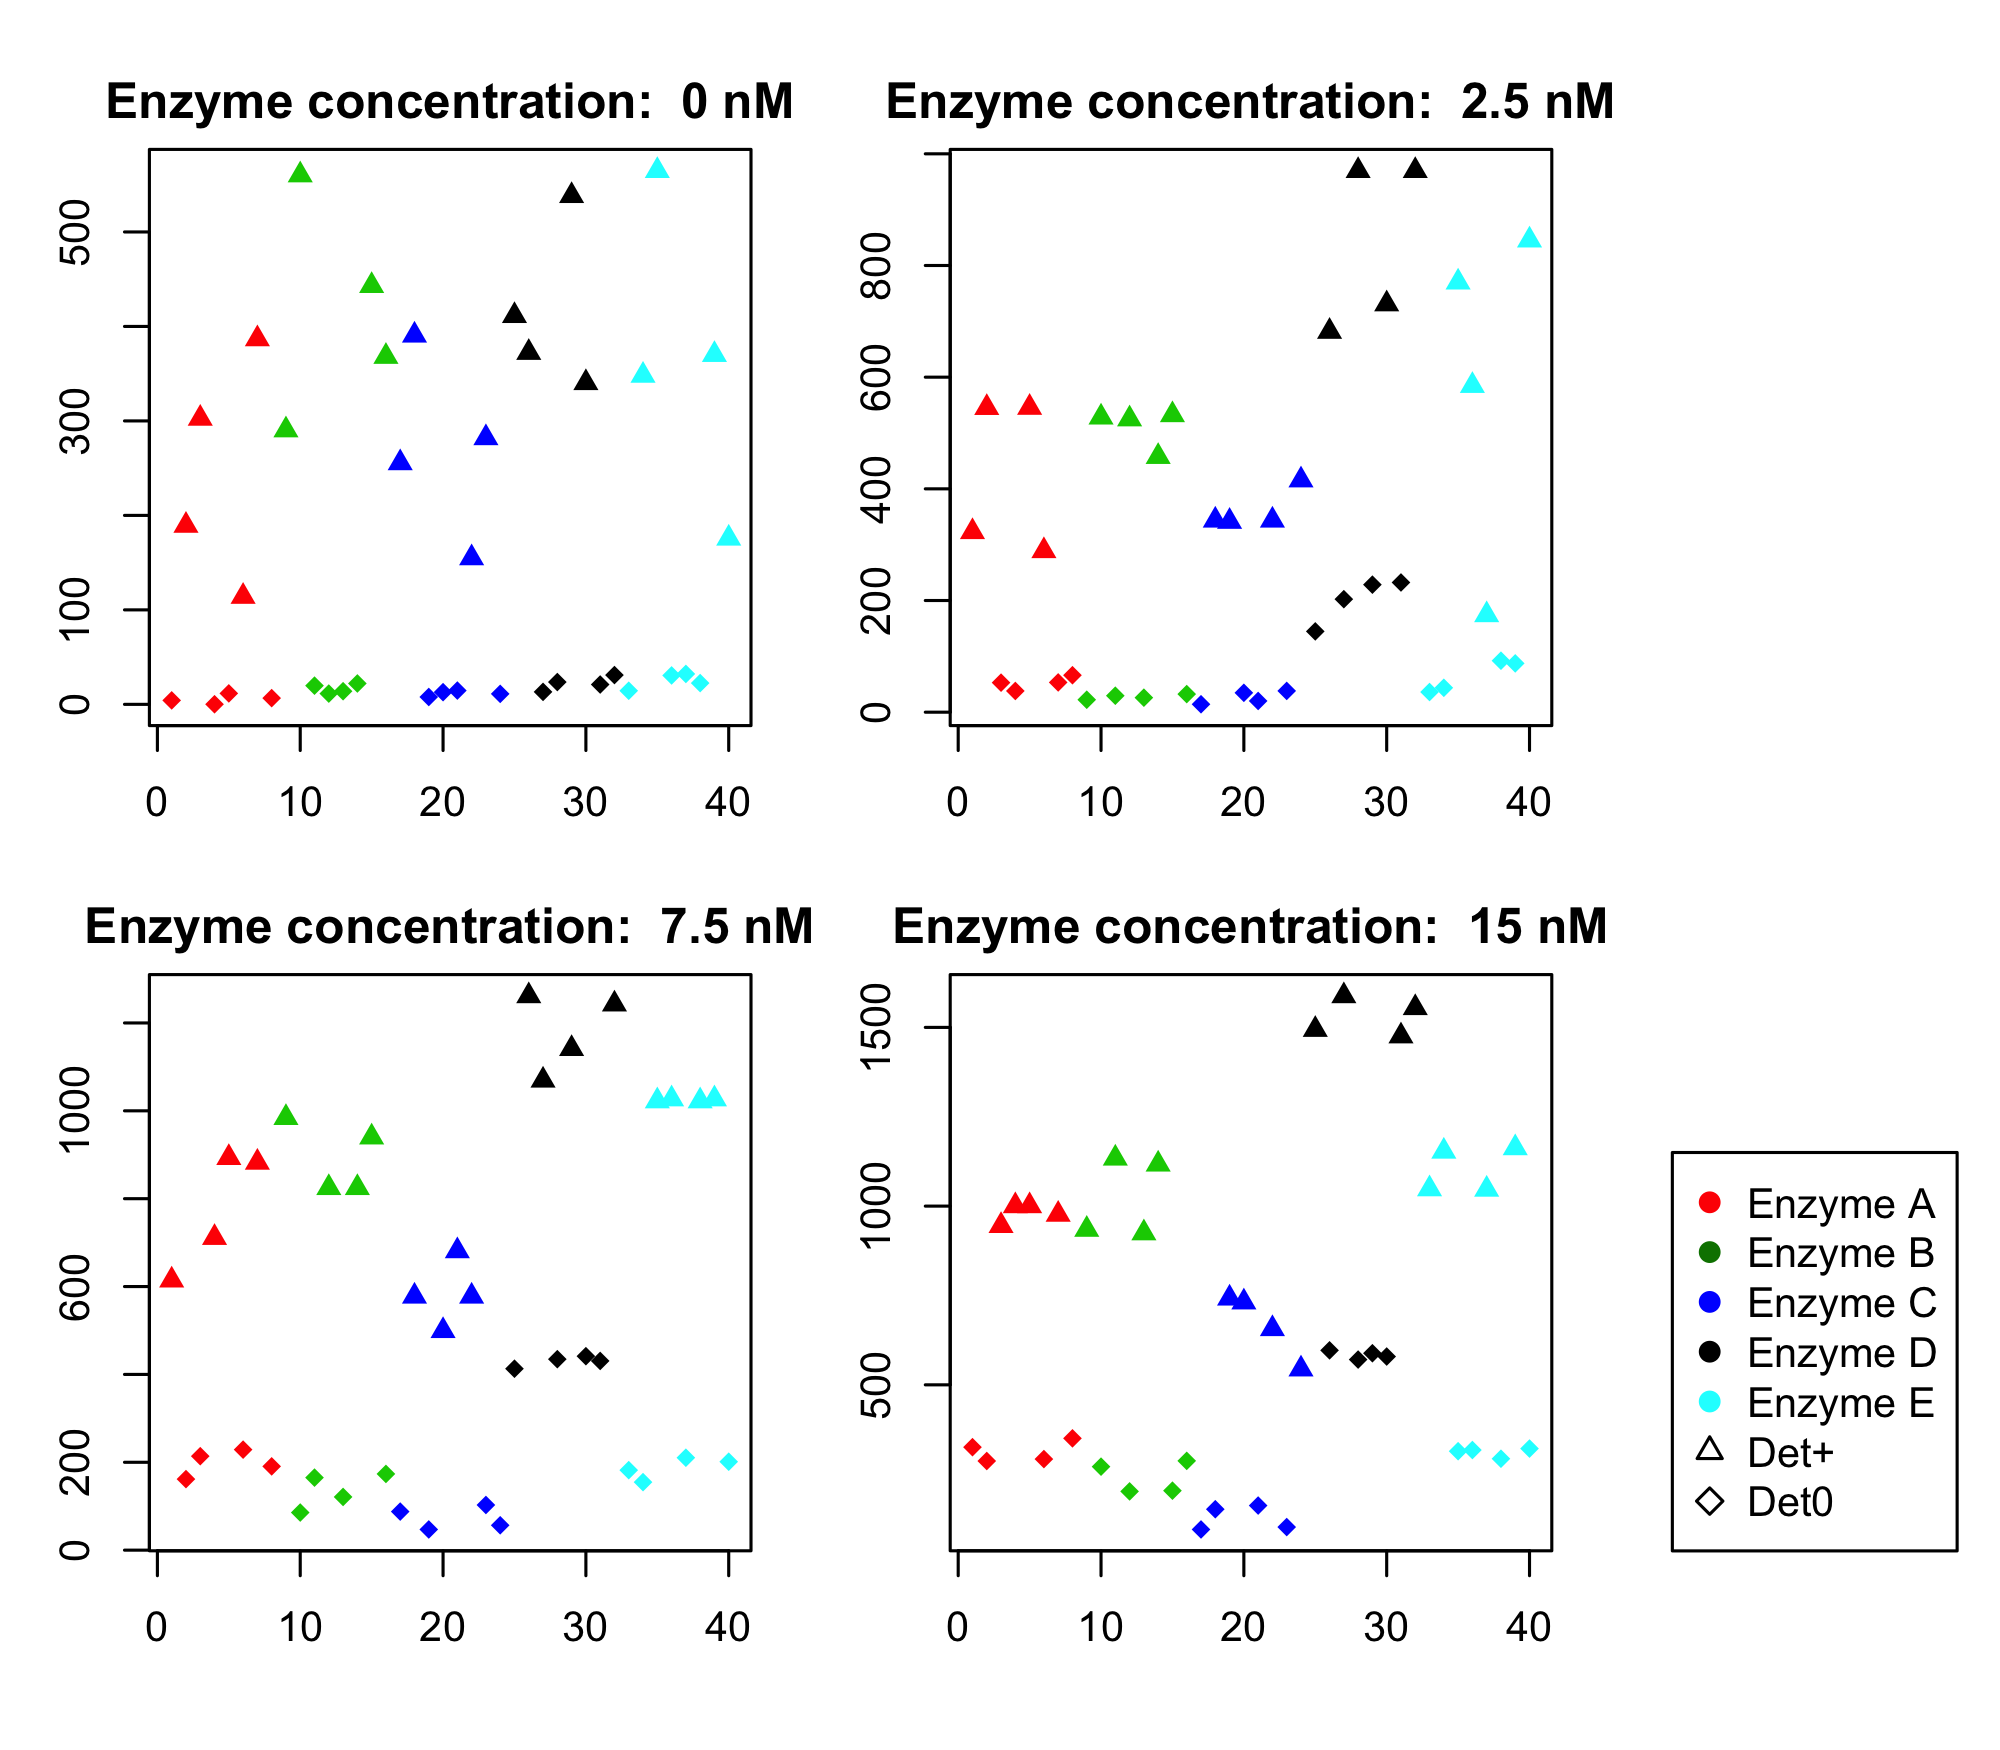 Enzyme concentration:  0 nM
500
300
100
0
0 10 20 30 40
Enzyme concentration:  2.5 nM
800
600
400
200
0
0 10 20 30 40
Enzyme concentration:  7.5 nM
1000
600
200
0
0 10 20 30 40
Enzyme concentration:  15 nM
1500
1000
500
0 10 20 30 40
Enzyme A
Enzyme B
Enzyme C
Enzyme D
Enzyme E
Det+
Det0